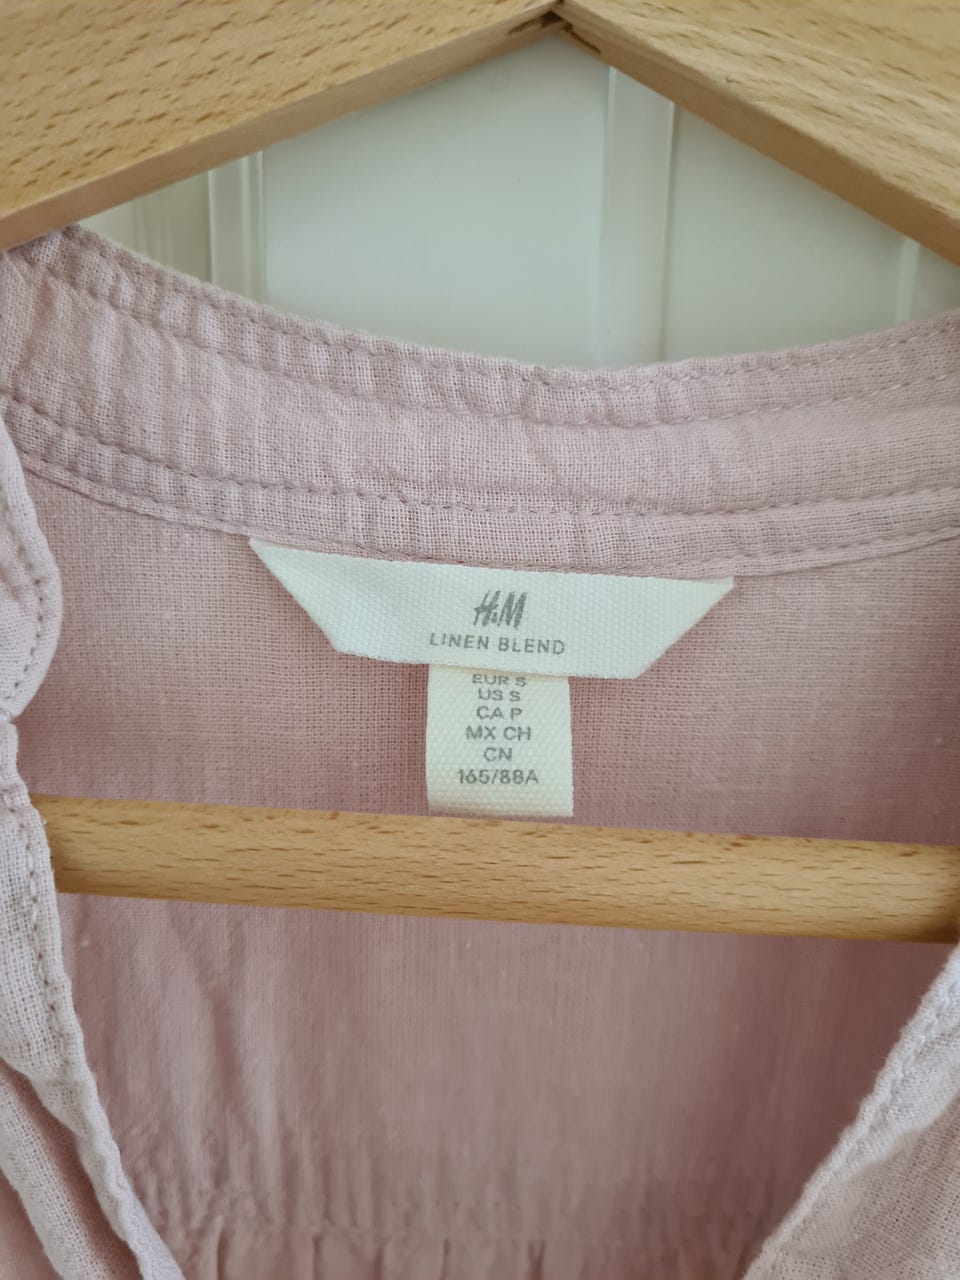 H&M
LINEN BLEND
EUR S
US S
CA P
MX CH
CN
165/88A